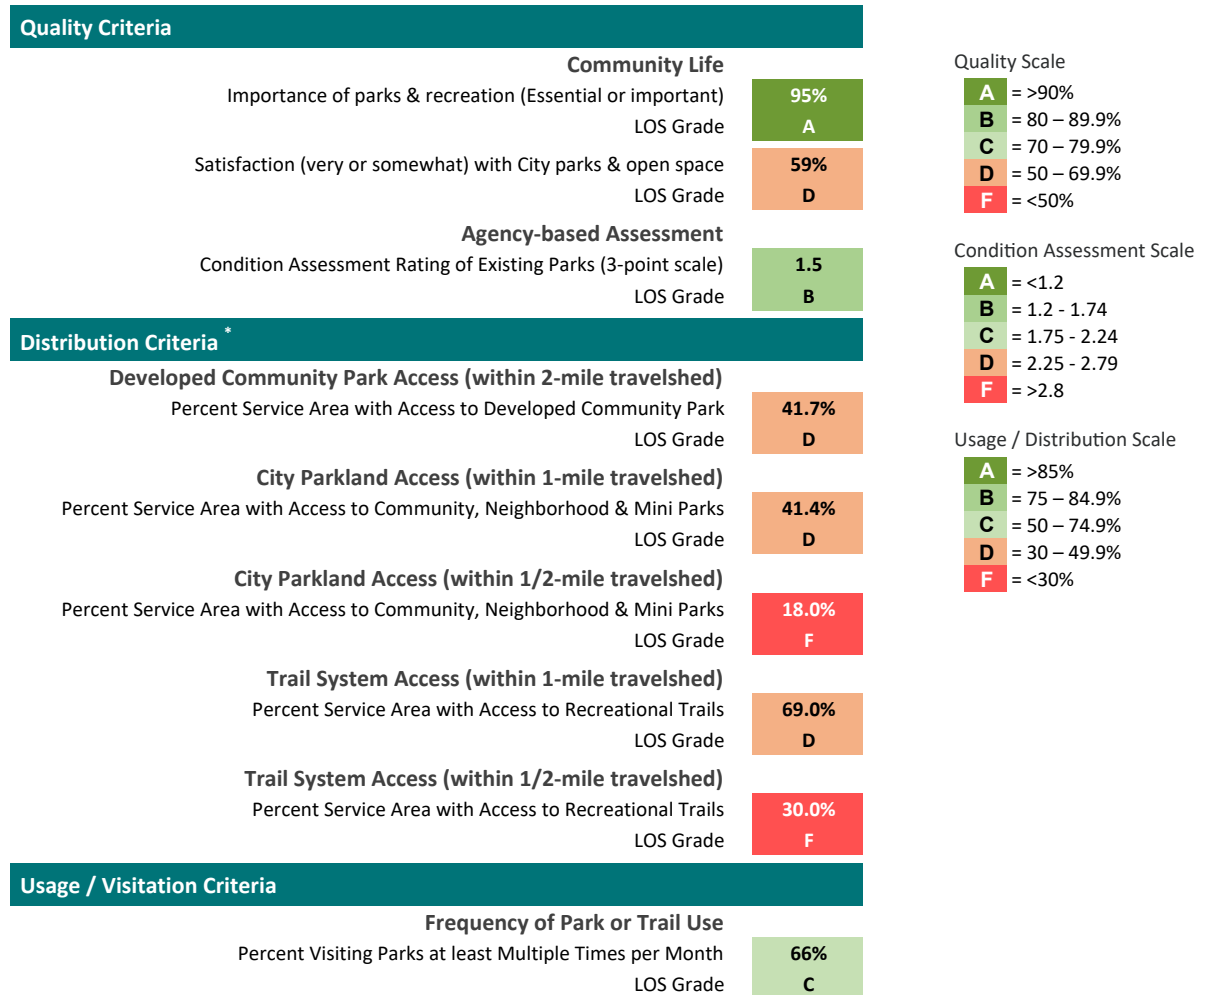 Quality Criteria
Community Life
Importance of parks & recreation (Essential or important) 95%
LOS Grade A
Satisfaction (very or somewhat) with City parks & open space 59%
LOS Grade D
Agency-based Assessment
Condition Assessment Rating of Existing Parks (3-point scale) 1.5
LOS Grade B
Distribution Criteria *
Developed Community Park Access (within 2-mile travelshed)
Percent Service Area with Access to Developed Community Park 41.7%
LOS Grade D
City Parkland Access (within 1-mile travelshed)
Percent Service Area with Access to Community, Neighborhood & Mini Parks 41.4%
LOS Grade D
City Parkland Access (within 1/2-mile travelshed)
Percent Service Area with Access to Community, Neighborhood & Mini Parks 18.0%
LOS Grade F
Trail System Access (within 1-mile travelshed)
Percent Service Area with Access to Recreational Trails 69.0%
LOS Grade D
Trail System Access (within 1/2-mile travelshed)
Percent Service Area with Access to Recreational Trails 30.0%
LOS Grade F
Usage / Visitation Criteria
Frequency of Park or Trail Use
Percent Visiting Parks at least Multiple Times per Month 66%
LOS Grade C
Quality Scale
A = >90%
B = 80 – 89.9%
C = 70 – 79.9%
D = 50 – 69.9%
F = <50%
Condition Assessment Scale
A = <1.2
B = 1.2 - 1.74
C = 1.75 - 2.24
D = 2.25 - 2.79
F = >2.8
Usage / Distribution Scale
A = >85%
B = 75 – 84.9%
C = 50 – 74.9%
D = 30 – 49.9%
F = <30%